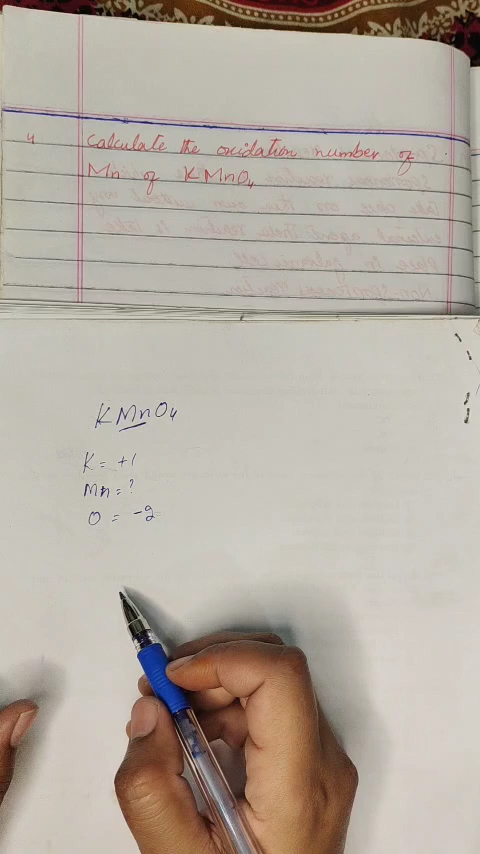 4 calculate the oxidation number of
Mn of KMnO4
KMnO4
K = +1
Mn = ?
O = -2